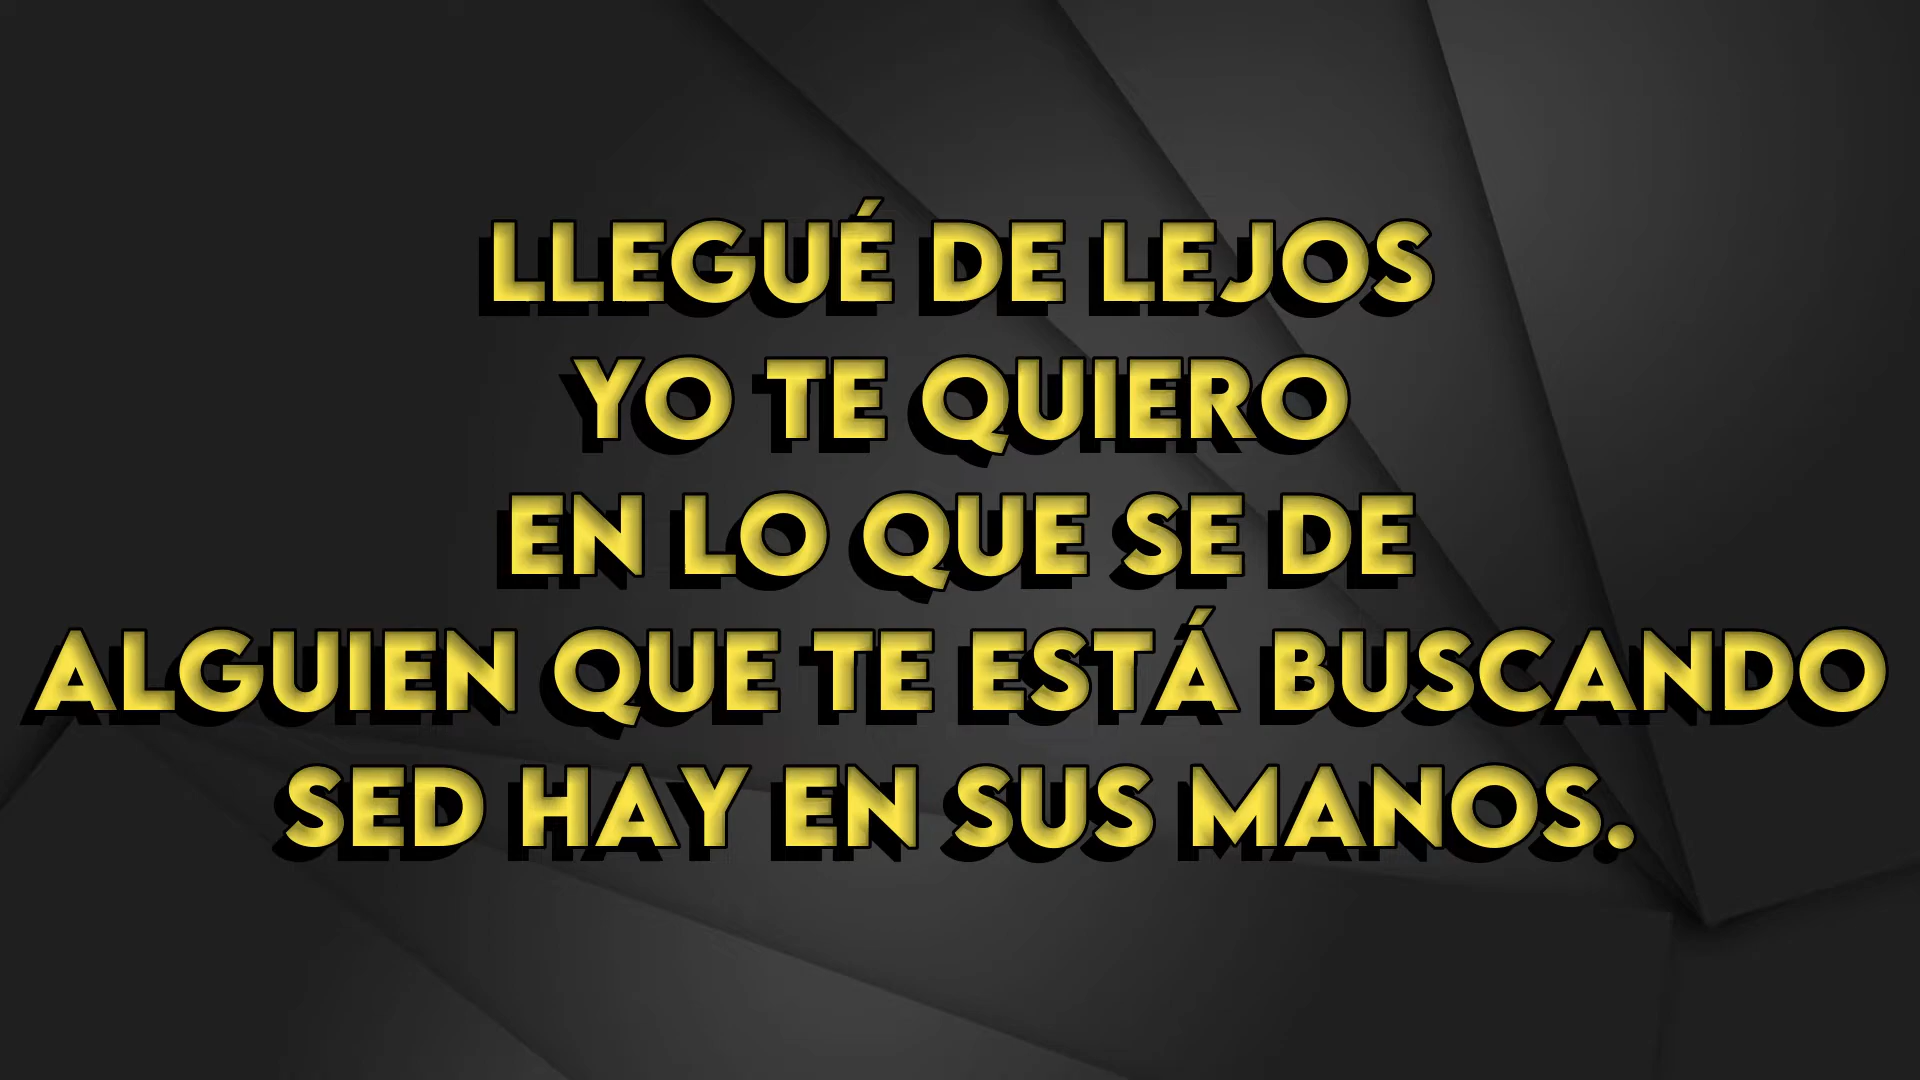 LLEGUÉ DE LEJOS
YO TE QUIERO
EN LO QUE SE DE
ALGUIEN QUE TE ESTÁ BUSCANDO
SED HAY EN SUS MANOS.